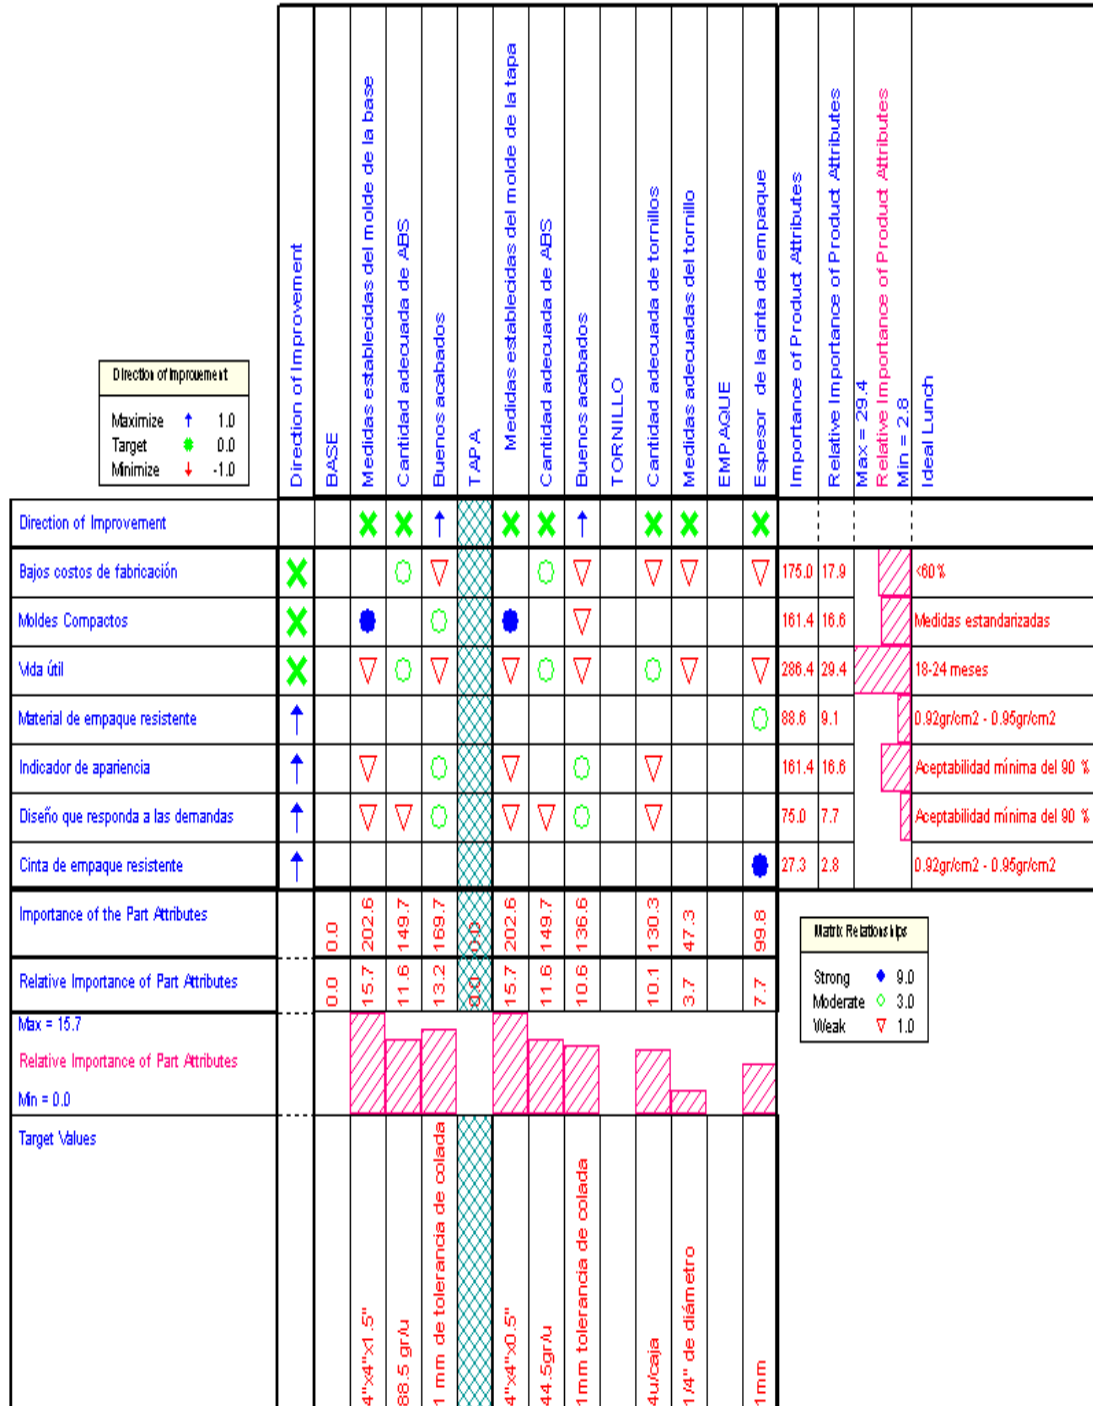 Direction of Improvement
Maximize 1.0
Target 0.0
Minimize -1.0
Direction of Improvement
BASE
Medidas establecidas del molde de la base
Cantidad adecuada de ABS
Buenos acabados
TAPA
Medidas establecidas del molde de la tapa
Cantidad adecuada de ABS
Buenos acabados
TORNILLO
Cantidad adecuada de tornillos
Medidas adecuadas del tornillo
EMPAQUE
Espesor de la cinta de empaque
Importance of Product Attributes
Relative Importance of Product Attributes
Max = 29.4
Relative Importance of Product Attributes
Min = 2.8
Ideal Lunch
Direction of Improvement
Bajos costos de fabricación 175.0 17.9 <60 %
Moldes Compactos 161.4 16.6 Medidas estandarizadas
Vida útil 286.4 29.4 18-24 meses
Material de empaque resistente 88.6 9.1 0.92gr/cm2 - 0.95gr/cm2
Indicador de apariencia 161.4 16.6 Aceptabilidad mínima del 90 %
Diseño que responda a las demandas 75.0 7.7 Aceptabilidad mínima del 90 %
Cinta de empaque resistente 27.3 2.8 0.92gr/cm2 - 0.95gr/cm2
Importance of the Part Attributes 0.0 202.6 149.7 169.7 0.0 202.6 149.7 136.6 130.3 47.3 99.8
Relative Importance of Part Attributes 0.0 15.7 11.6 13.2 0.0 15.7 11.6 10.6 10.1 3.7 7.7
Max = 15.7
Relative Importance of Part Attributes
Min = 0.0
Target Values
4"x4"x1.5"
88.5 gr/u
1 mm de tolerancia de colada
4"x4"x0.5"
44.5gr/u
1mm tolerancia de colada
4u/caja
1/4" de diámetro
1mm
Matrix Relationships
Strong 9.0
Moderate 3.0
Weak 1.0